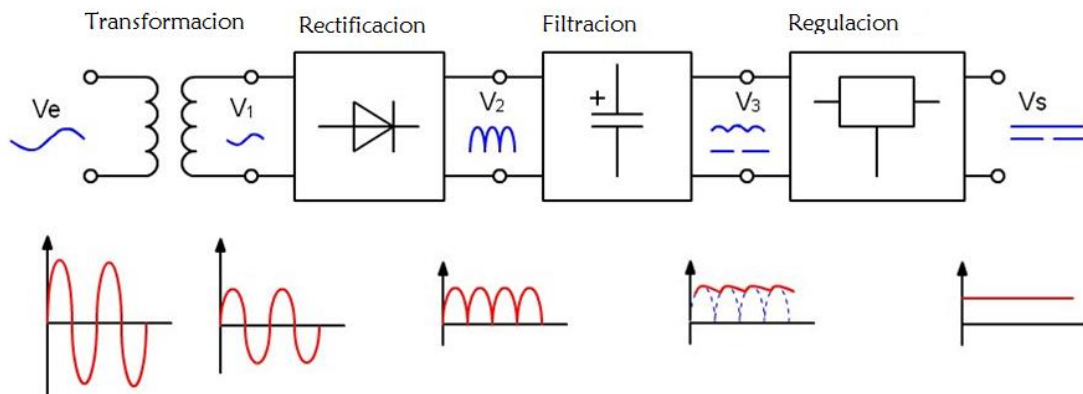 Transformacion
Rectificacion
Filtracion
Regulacion
Ve
V1
V2
+
V3
Vs